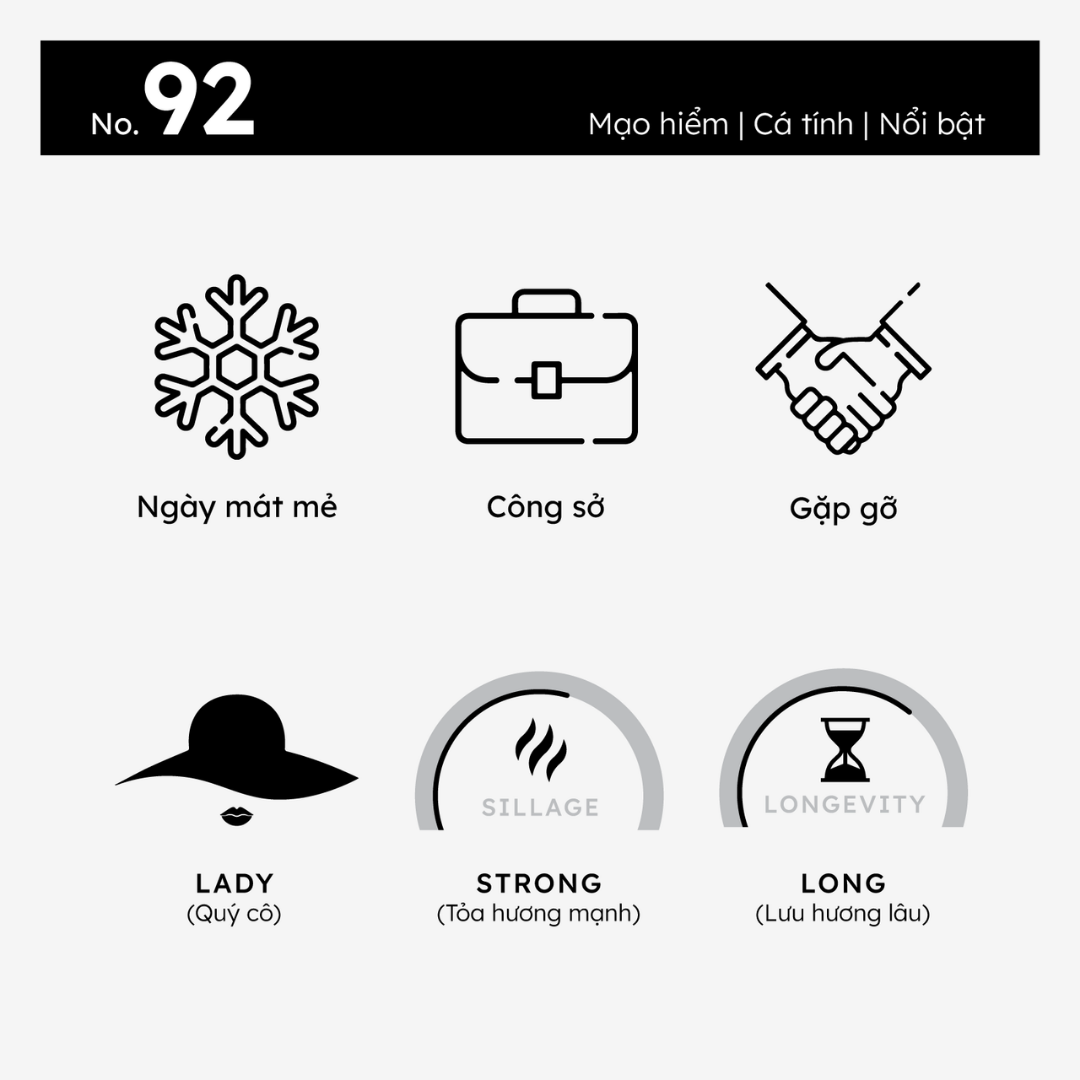 No. 92
Mạo hiểm | Cá tính | Nổi bật
Ngày mát mẻ
Công sở
Gặp gỡ
SILLAGE
LONGEVITY
LADY
(Quý cô)
STRONG
(Tỏa hương mạnh)
LONG
(Lưu hương lâu)